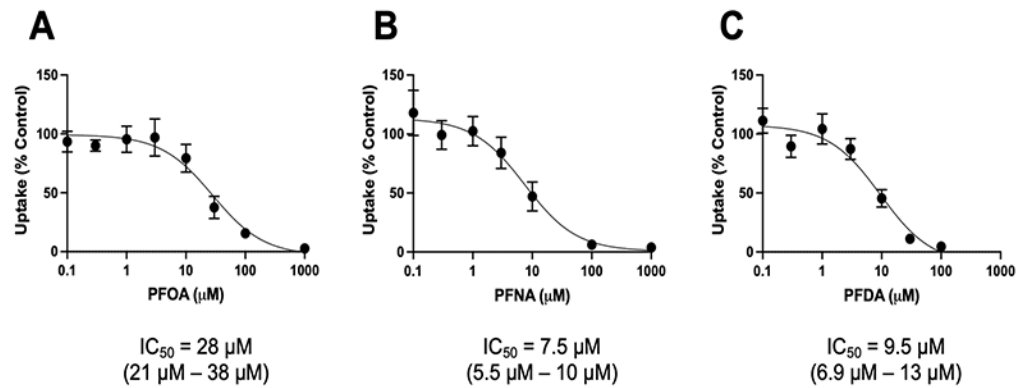 A
B
C
Uptake (% Control)
150
100
50
0
0.1
1
10
100
1000
PFOA (μM)
IC50 = 28 μM
(21 μM – 38 μM)
Uptake (% Control)
150
100
50
0
0.1
1
10
100
1000
PFNA (μM)
IC50 = 7.5 μM
(5.5 μM – 10 μM)
Uptake (% Control)
150
100
50
0
0.1
1
10
100
1000
PFDA (μM)
IC50 = 9.5 μM
(6.9 μM – 13 μM)